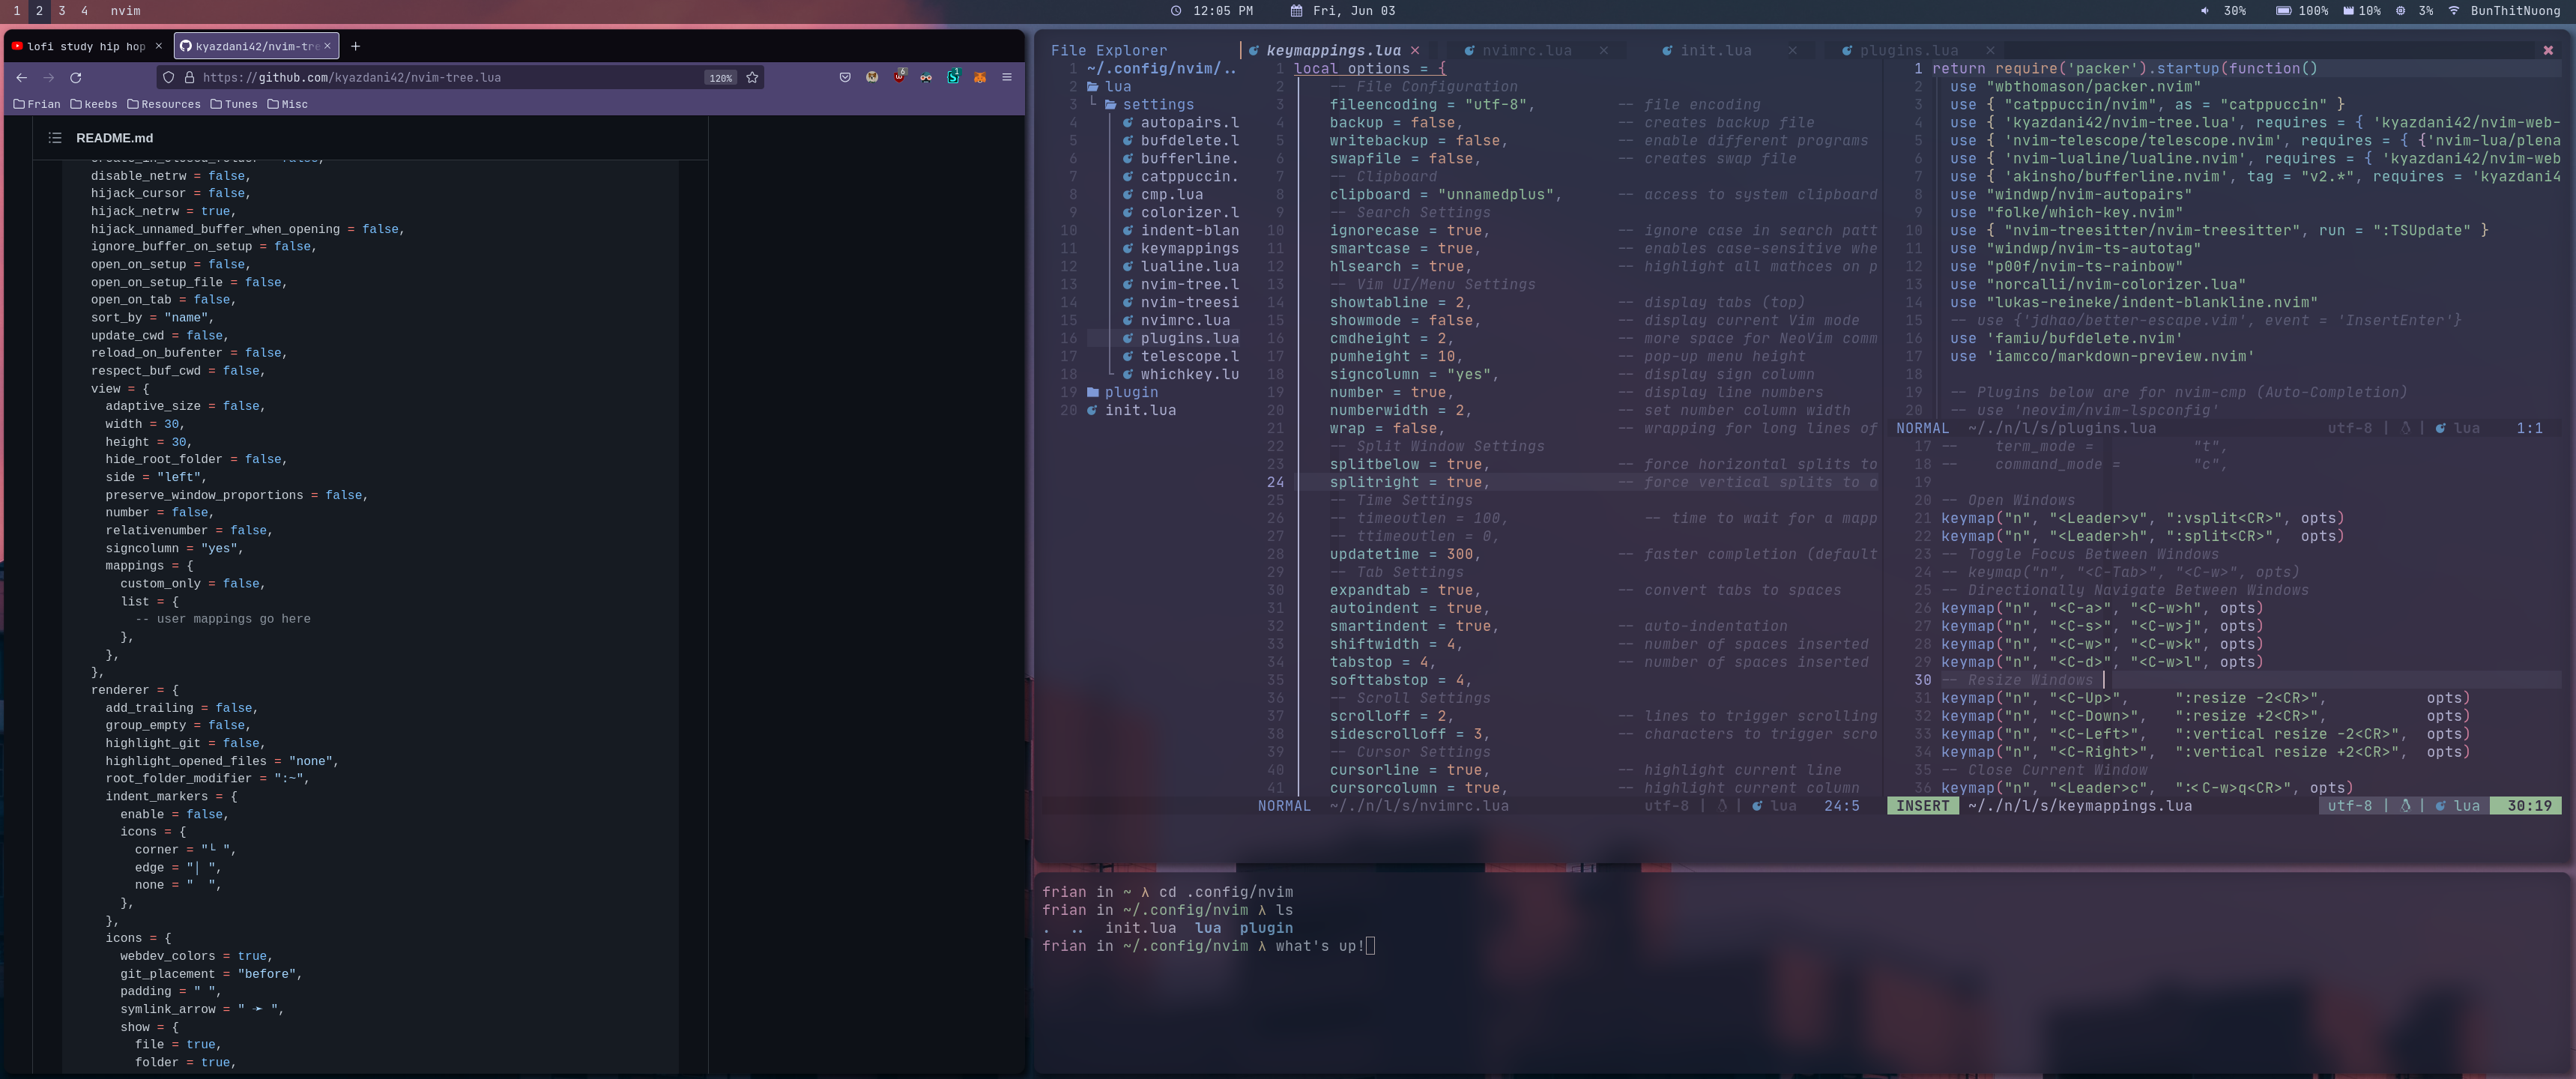 1 2 3 4 nvim
12:05 PM Fri, Jun 03
30% 100% 10% 3% BunThitNuong
lofi study hip hop
kyazdani42/nvim-tre
https://github.com/kyazdani42/nvim-tree.lua 120%
6 1
Frian keebs Resources Tunes Misc
README.md
create_in_closed_folder = false,
disable_netrw = false,
hijack_cursor = false,
hijack_netrw = true,
hijack_unnamed_buffer_when_opening = false,
ignore_buffer_on_setup = false,
open_on_setup = false,
open_on_setup_file = false,
open_on_tab = false,
sort_by = "name",
update_cwd = false,
reload_on_bufenter = false,
respect_buf_cwd = false,
view = {
adaptive_size = false,
width = 30,
height = 30,
hide_root_folder = false,
side = "left",
preserve_window_proportions = false,
number = false,
relativenumber = false,
signcolumn = "yes",
mappings = {
custom_only = false,
list = {
-- user mappings go here
},
},
},
renderer = {
add_trailing = false,
group_empty = false,
highlight_git = false,
highlight_opened_files = "none",
root_folder_modifier = ":~",
indent_markers = {
enable = false,
icons = {
corner = "└ ",
edge = "│ ",
none = "  ",
},
},
icons = {
webdev_colors = true,
git_placement = "before",
padding = " ",
symlink_arrow = " ➛ ",
show = {
file = true,
folder = true,
File Explorer
1 ~/.config/nvim/..
2 lua
3 settings
4 autopairs.l
5 bufdelete.l
6 bufferline.
7 catppuccin.
8 cmp.lua
9 colorizer.l
10 indent-blan
11 keymappings
12 lualine.lua
13 nvim-tree.l
14 nvim-treesi
15 nvimrc.lua
16 plugins.lua
17 telescope.l
18 whichkey.lu
19 plugin
20 init.lua
keymappings.lua nvimrc.lua init.lua plugins.lua
1 local options = {
2 -- File Configuration
3 fileencoding = "utf-8", -- file encoding
4 backup = false, -- creates backup file
5 writebackup = false, -- enable different programs
6 swapfile = false, -- creates swap file
7 -- Clipboard
8 clipboard = "unnamedplus", -- access to system clipboard
9 -- Search Settings
10 ignorecase = true, -- ignore case in search patt
11 smartcase = true, -- enables case-sensitive whe
12 hlsearch = true, -- highlight all mathces on p
13 -- Vim UI/Menu Settings
14 showtabline = 2, -- display tabs (top)
15 showmode = false, -- display current Vim mode
16 cmdheight = 2, -- more space for NeoVim comm
17 pumheight = 10, -- pop-up menu height
18 signcolumn = "yes", -- display sign column
19 number = true, -- display line numbers
20 numberwidth = 2, -- set number column width
21 wrap = false, -- wrapping for long lines of
22 -- Split Window Settings
23 splitbelow = true, -- force horizontal splits to
24 splitright = true, -- force vertical splits to o
25 -- Time Settings
26 -- timeoutlen = 100, -- time to wait for a mapp
27 -- ttimeoutlen = 0,
28 updatetime = 300, -- faster completion (default
29 -- Tab Settings
30 expandtab = true, -- convert tabs to spaces
31 autoindent = true,
32 smartindent = true, -- auto-indentation
33 shiftwidth = 4, -- number of spaces inserted
34 tabstop = 4, -- number of spaces inserted
35 softtabstop = 4,
36 -- Scroll Settings
37 scrolloff = 2, -- lines to trigger scrolling
38 sidescrolloff = 3, -- characters to trigger scro
39 -- Cursor Settings
40 cursorline = true, -- highlight current line
41 cursorcolumn = true, -- highlight current column
NORMAL ~/./n/l/s/nvimrc.lua utf-8 | | lua 24:5
1 return require('packer').startup(function()
2 use "wbthomason/packer.nvim"
3 use { "catppuccin/nvim", as = "catppuccin" }
4 use { 'kyazdani42/nvim-tree.lua', requires = { 'kyazdani42/nvim-web-
5 use { 'nvim-telescope/telescope.nvim', requires = { {'nvim-lua/plena
6 use { 'nvim-lualine/lualine.nvim', requires = { 'kyazdani42/nvim-web
7 use { 'akinsho/bufferline.nvim', tag = "v2.*", requires = 'kyazdani4
8 use "windwp/nvim-autopairs"
9 use "folke/which-key.nvim"
10 use { "nvim-treesitter/nvim-treesitter", run = ":TSUpdate" }
11 use "windwp/nvim-ts-autotag"
12 use "p00f/nvim-ts-rainbow"
13 use "norcalli/nvim-colorizer.lua"
14 use "lukas-reineke/indent-blankline.nvim"
15 -- use {'jdhao/better-escape.vim', event = 'InsertEnter'}
16 use 'famiu/bufdelete.nvim'
17 use 'iamcco/markdown-preview.nvim'
18
19 -- Plugins below are for nvim-cmp (Auto-Completion)
20 -- use 'neovim/nvim-lspconfig'
NORMAL ~/./n/l/s/plugins.lua utf-8 | | lua 1:1
17 -- term_mode = "t",
18 -- command_mode = "c",
19
20 -- Open Windows
21 keymap("n", "<Leader>v", ":vsplit<CR>", opts)
22 keymap("n", "<Leader>h", ":split<CR>", opts)
23 -- Toggle Focus Between Windows
24 -- keymap("n", "<C-Tab>", "<C-w>", opts)
25 -- Directionally Navigate Between Windows
26 keymap("n", "<C-a>", "<C-w>h", opts)
27 keymap("n", "<C-s>", "<C-w>j", opts)
28 keymap("n", "<C-w>", "<C-w>k", opts)
29 keymap("n", "<C-d>", "<C-w>l", opts)
30 -- Resize Windows
31 keymap("n", "<C-Up>", ":resize -2<CR>", opts)
32 keymap("n", "<C-Down>", ":resize +2<CR>", opts)
33 keymap("n", "<C-Left>", ":vertical resize -2<CR>", opts)
34 keymap("n", "<C-Right>", ":vertical resize +2<CR>", opts)
35 -- Close Current Window
36 keymap("n", "<Leader>c", ":<C-w>q<CR>", opts)
INSERT ~/./n/l/s/keymappings.lua utf-8 | | lua 30:19
frian in ~ λ cd .config/nvim
frian in ~/.config/nvim λ ls
. .. init.lua lua plugin
frian in ~/.config/nvim λ what's up!